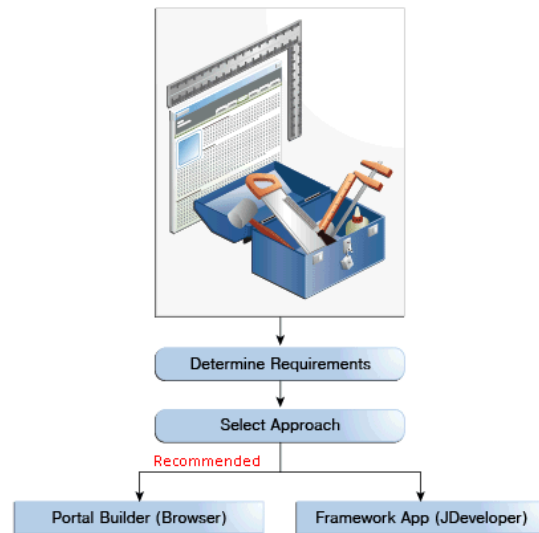 Determine Requirements
Select Approach
Recommended
Portal Builder (Browser)
Framework App (JDeveloper)